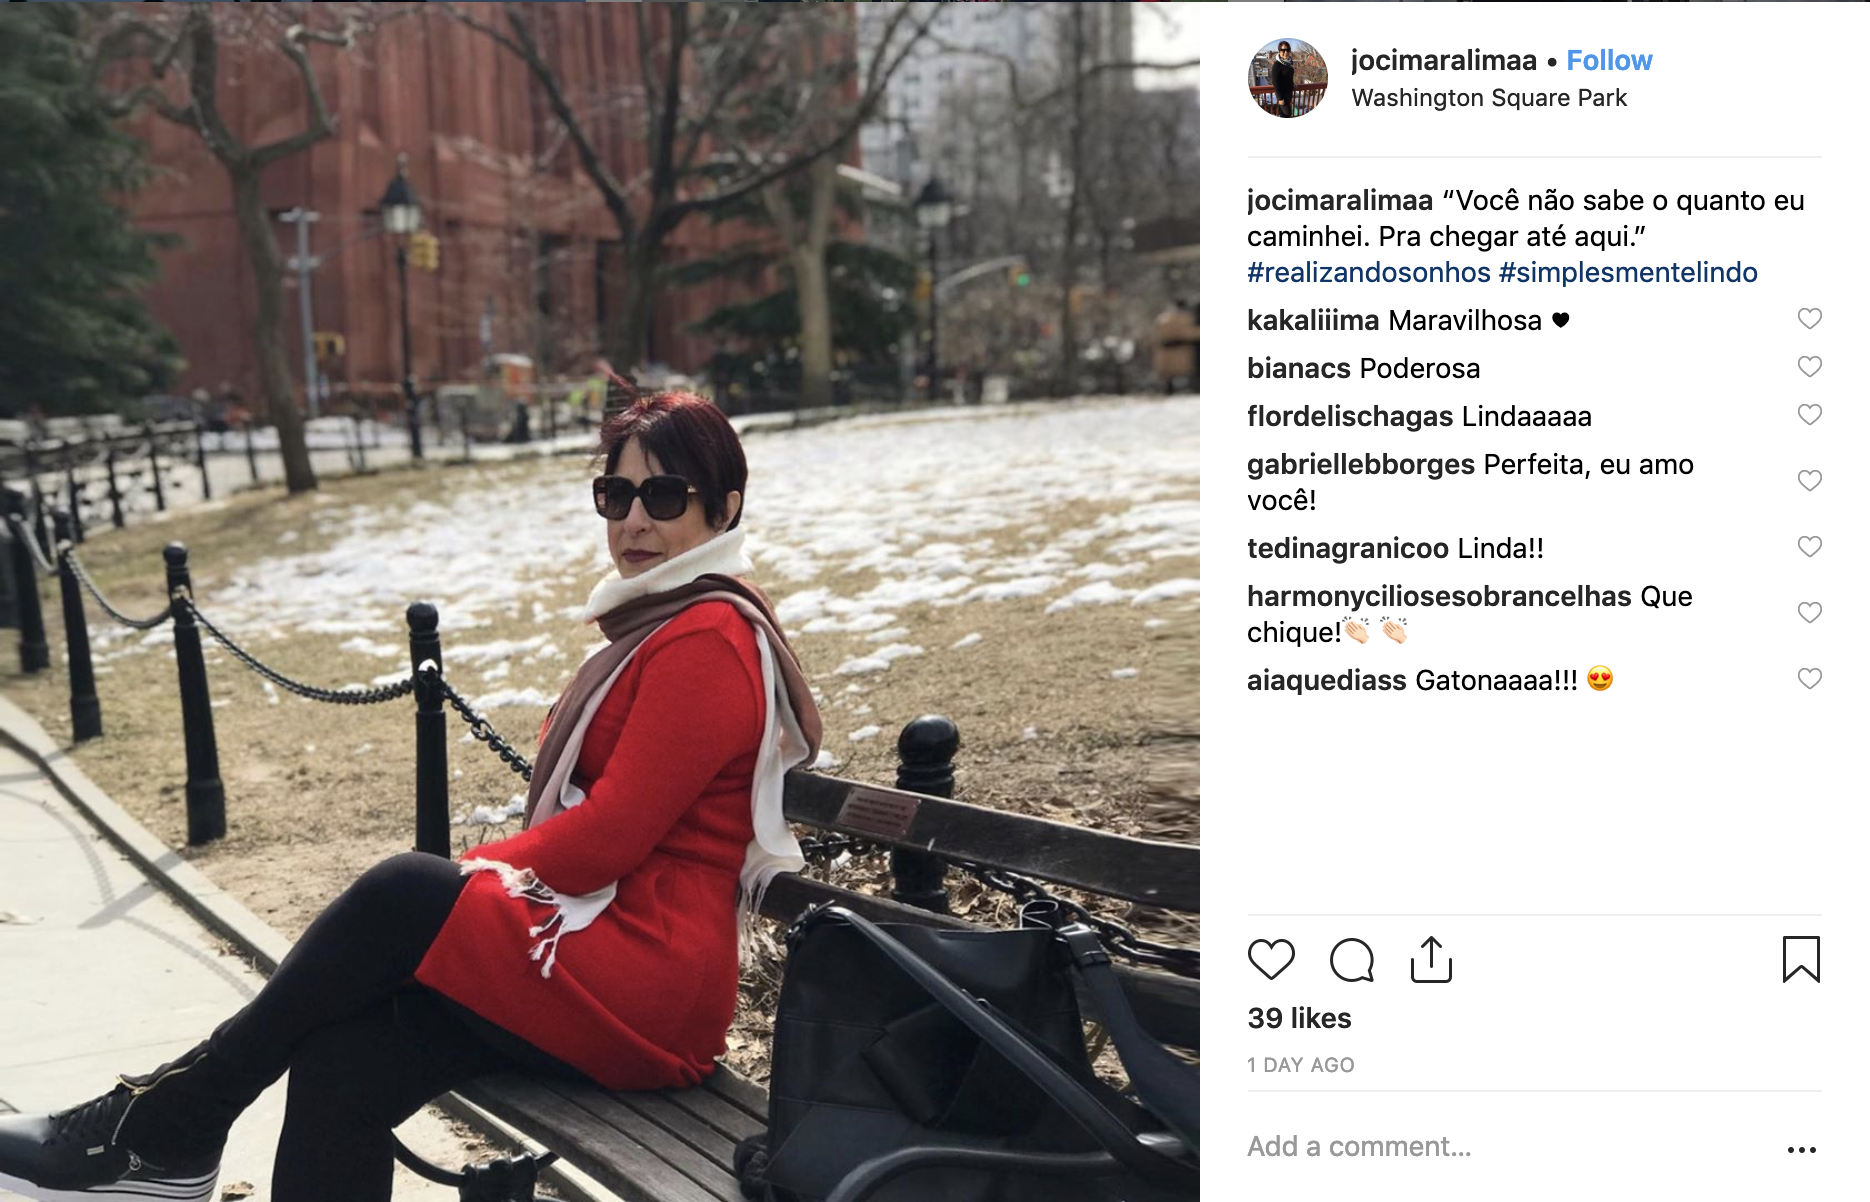 jocimaralimaa • Follow
Washington Square Park
jocimaralimaa “Você não sabe o quanto eu
caminhei. Pra chegar até aqui.”
#realizandosonhos #simplesmentelindo
kakaliiima Maravilhosa 🖤
bianacs Poderosa
flordelischagas Lindaaaaa
gabriellebborges Perfeita, eu amo
você!
tedinagranicoo Linda!!
harmonyciliosesobrancelhas Que
chique!👏🏻 👏🏻
aiaquediass Gatonaaaa!!! 😍
39 likes
1 DAY AGO
Add a comment...